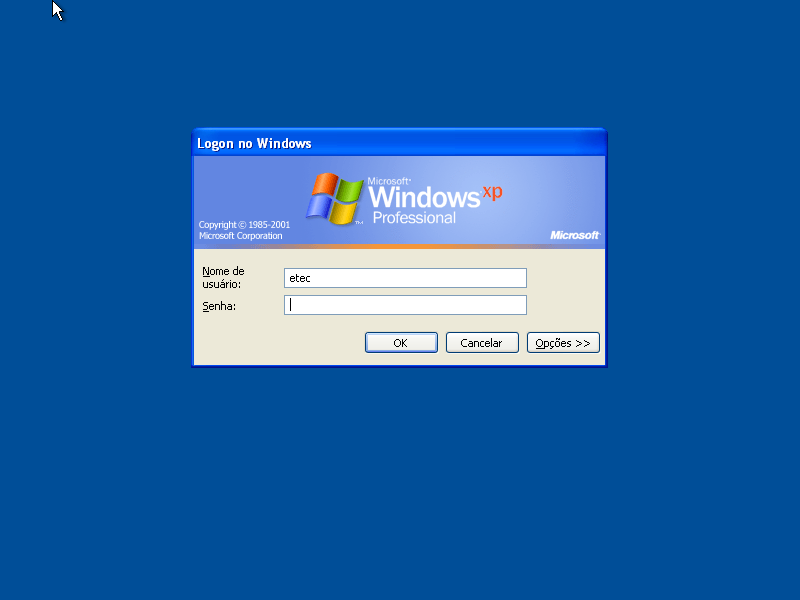 Logon no Windows
Microsoft®
Windows xp
Professional
™
Copyright © 1985-2001
Microsoft Corporation
Microsoft®
Nome de
usuário:
etec
Senha:
OK
Cancelar
Opções >>